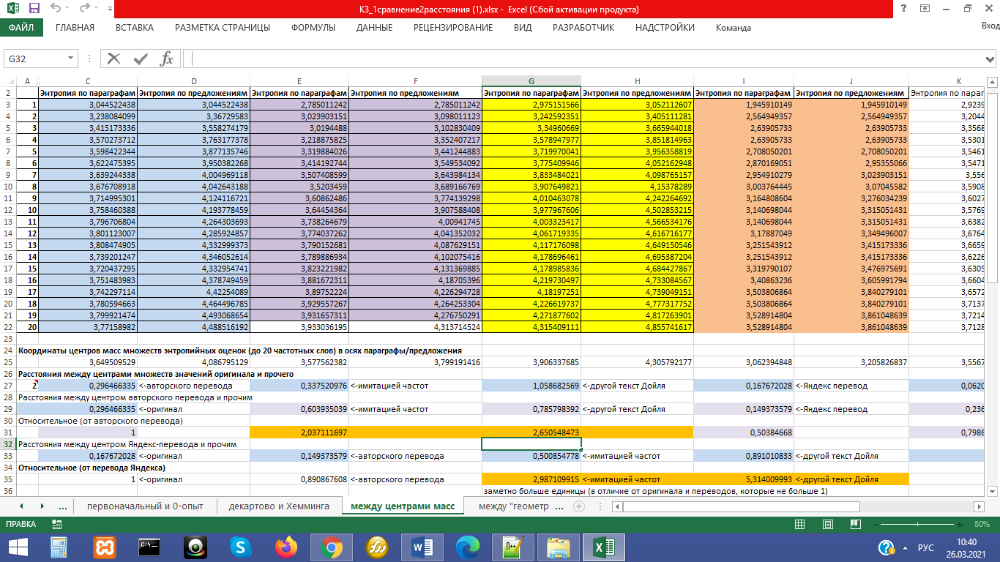 К3_1сравнение2расстояния (1).xlsx - Excel (Сбой активации продукта)
ФАЙЛ ГЛАВНАЯ ВСТАВКА РАЗМЕТКА СТРАНИЦЫ ФОРМУЛЫ ДАННЫЕ РЕЦЕНЗИРОВАНИЕ ВИД РАЗРАБОТЧИК НАДСТРОЙКИ Команда Вход
G32 fx
A C D E F G H I J K
2 Энтропия по параграфам Энтропия по предложениям Энтропия по параграфам Энтропия по предложениям Энтропия по параграфам Энтропия по предложениям Энтропия по параграфам Энтропия по предложениям Энтропия по параг
3 1 3,044522438 3,044522438 2,785011242 2,785011242 2,975151566 3,052112607 1,945910149 1,945910149 2,9239
4 2 3,238084099 3,36729583 3,023903151 3,098011123 3,242592351 3,405111281 2,564949357 2,564949357 3,2044
5 3 3,415173336 3,558274179 3,0194488 3,102830409 3,34960669 3,665944018 2,63905733 2,63905733 3,3568
6 4 3,570273712 3,763177378 3,218875825 3,352407217 3,578947977 3,851814963 2,63905733 2,63905733 3,5301
7 5 3,598422344 3,877135746 3,319884026 3,441244883 3,719970041 3,956358819 2,708050201 2,708050201 3,5461
8 6 3,622475395 3,950382268 3,414192744 3,549534092 3,775409946 4,052162948 2,870169051 2,95355066 3,5471
9 7 3,639244338 4,004969118 3,507408599 3,643984134 3,833484021 4,098765157 2,954910279 3,023903151 3,556
10 8 3,676708918 4,042643188 3,5203459 3,689166769 3,907649821 4,15378289 3,003764445 3,07045582 3,5908
11 9 3,714995301 4,124116721 3,60862486 3,774139298 4,010463078 4,242264692 3,164808604 3,276034239 3,6027
12 10 3,758460388 4,193778459 3,64454364 3,907588408 3,977967606 4,502853215 3,140698044 3,315051431 3,5769
13 11 3,796706804 4,264303693 3,738264679 4,00941745 4,003323417 4,566534176 3,140698044 3,315051431 3,6382
14 12 3,801123007 4,285924857 3,774037262 4,041352032 4,061719335 4,616716177 3,17887049 3,349496007 3,6764
15 13 3,808474905 4,332999373 3,790152681 4,087629151 4,117176098 4,649150546 3,251543912 3,415173336 3,6659
16 14 3,739201247 4,346052614 3,789886934 4,102075416 4,178696461 4,695387204 3,251543912 3,415173336 3,6226
17 15 3,720437295 4,332954741 3,823221982 4,131369885 4,178985836 4,684427867 3,319790107 3,476975691 3,6305
18 16 3,751483983 4,378749459 3,881672311 4,18705396 4,219730497 4,733084567 3,40863236 3,605991794 3,6604
19 17 3,742297114 4,42254089 3,89752224 4,226294728 4,18197251 4,739049151 3,503806864 3,840279101 3,6572
20 18 3,780594663 4,464496785 3,929557267 4,264253304 4,226619737 4,777317752 3,503806864 3,840279101 3,7137
21 19 3,799921474 4,493068654 3,931657311 4,276750291 4,271877602 4,817263901 3,528914804 3,861048639 3,7214
22 20 3,77158982 4,488516192 3,933036195 4,313714524 4,315409111 4,855741617 3,528914804 3,861048639 3,7128
23
24 Координаты центров масс множеств энтропийных оценок (до 20 частотных слов) в осях параграфы/предложения
25 3,649509529 4,086795129 3,577562382 3,799191416 3,906337685 4,305792177 3,062394848 3,205826837 3,5567
26 Расстояния между центрами множеств значений оригинала и прочего
27 2 0,296466335 <-авторского перевода 0,337520976 <-имитацией частот 1,058682569 <-другой текст Дойля 0,167672028 <-Яндекс перевод 0,0620
28 Расстояния между центром авторского перевода и прочим
29 0,296466335 <-оригинал 0,603935039 <-имитацией частот 0,785798392 <-другой текст Дойля 0,149373579 <-Яндекс перевод 0,236
30 Относительное (от авторского перевода)
31 1 2,037111697 2,650548473 0,50384668 0,7986
32 Расстояния между центром Яндекс-перевода и прочим
33 0,167672028 <-оригинал 0,149373579 <-авторского перевода 0,500854778 <-имитацией частот 0,891010833 <-другой текст Дойля
34 Относительное (от перевода Яндекса)
35 1 <-оригинал 0,890867608 <-авторского перевода 2,987109915 <-имитацией частот 5,314009993 <-другой текст Дойля
36 заметно больше единицы (в отличие от оригинала и переводов, которые не больше 1)
... первоначальный и 0-опыт декартово и Хемминга между центрами масс между "геометр ...
ПРАВКА 80%
РУС 10:40
26.03.2021